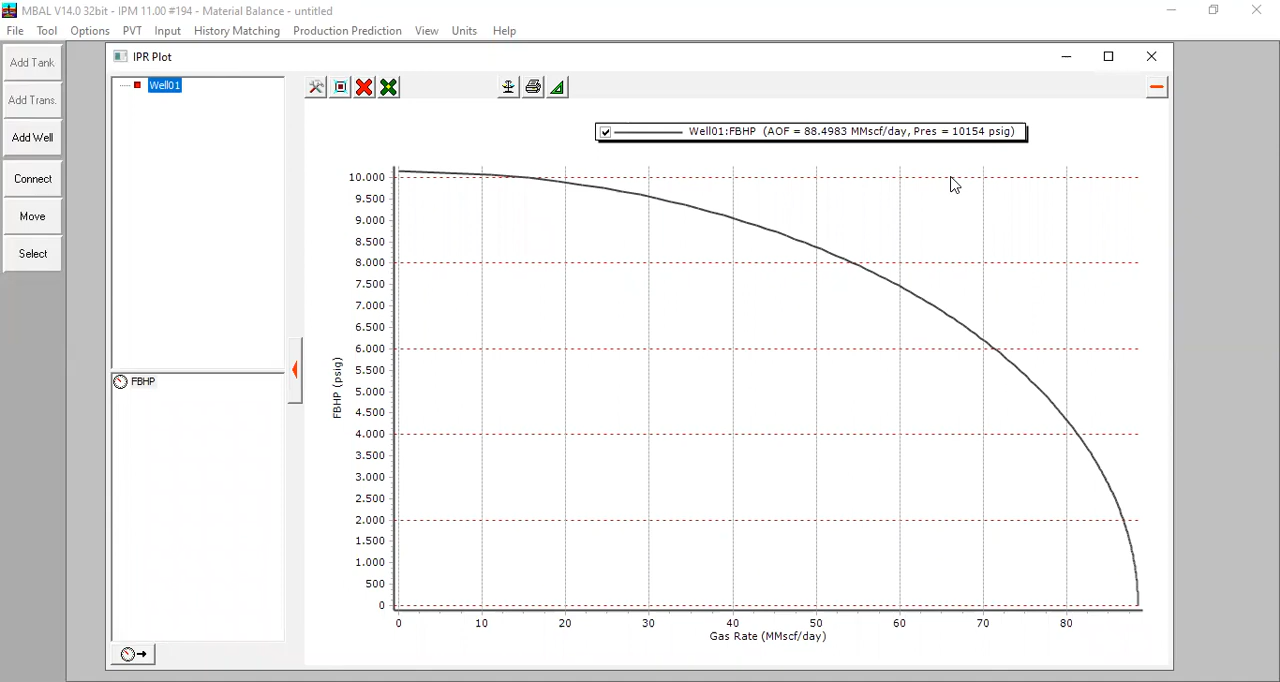 MBAL V14.0 32bit - IPM 11.00 #194 - Material Balance - untitled
File Tool Options PVT Input History Matching Production Prediction View Units Help
Add Tank
Add Trans.
Add Well
Connect
Move
Select
IPR Plot
Well01
FBHP
Well01:FBHP (AOF = 88.4983 MMscf/day, Pres = 10154 psig)
10.000
9.500
9.000
8.500
8.000
7.500
7.000
6.500
6.000
5.500
5.000
4.500
4.000
3.500
3.000
2.500
2.000
1.500
1.000
500
0
FBHP (psig)
0 10 20 30 40 50 60 70 80
Gas Rate (MMscf/day)